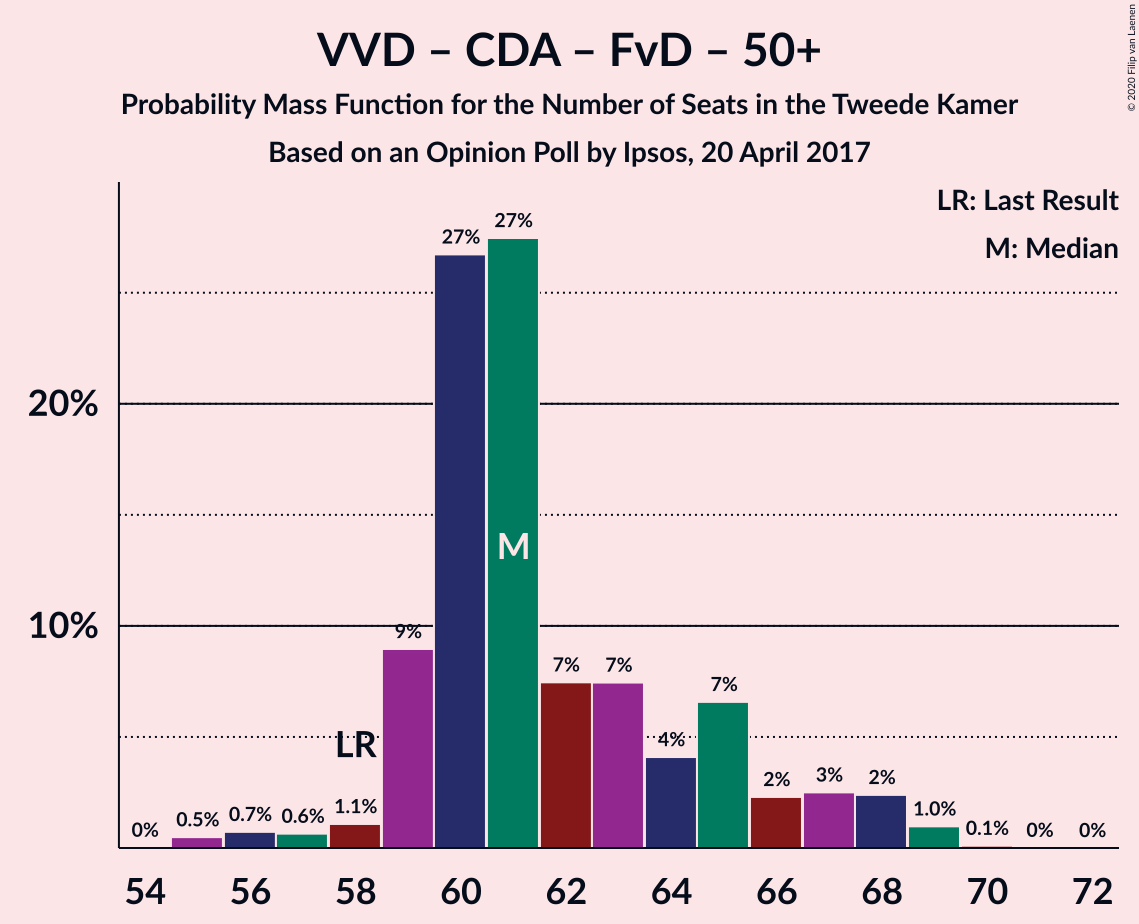 VVD – CDA – FvD – 50+
Probability Mass Function for the Number of Seats in the Tweede Kamer
Based on an Opinion Poll by Ipsos, 20 April 2017
© 2020 Filip van Laenen
LR: Last Result
M: Median
20%
10%
0%
0.5%
0.7%
0.6%
1.1%
LR
9%
27%
27%
M
7%
7%
4%
7%
2%
3%
2%
1.0%
0.1%
0%
0%
54 56 58 60 62 64 66 68 70 72